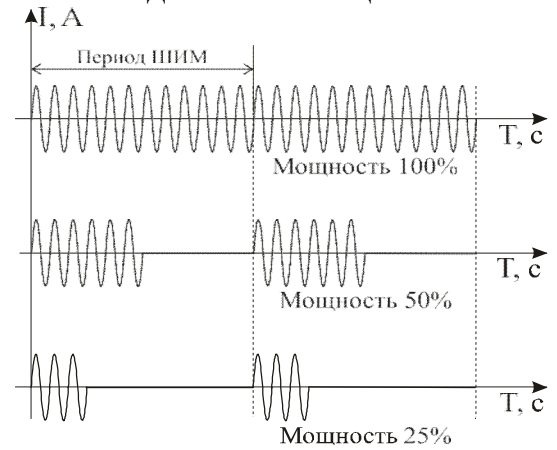 I, А
Период ШИМ
Т, с
Мощность 100%
Т, с
Мощность 50%
Т, с
Мощность 25%